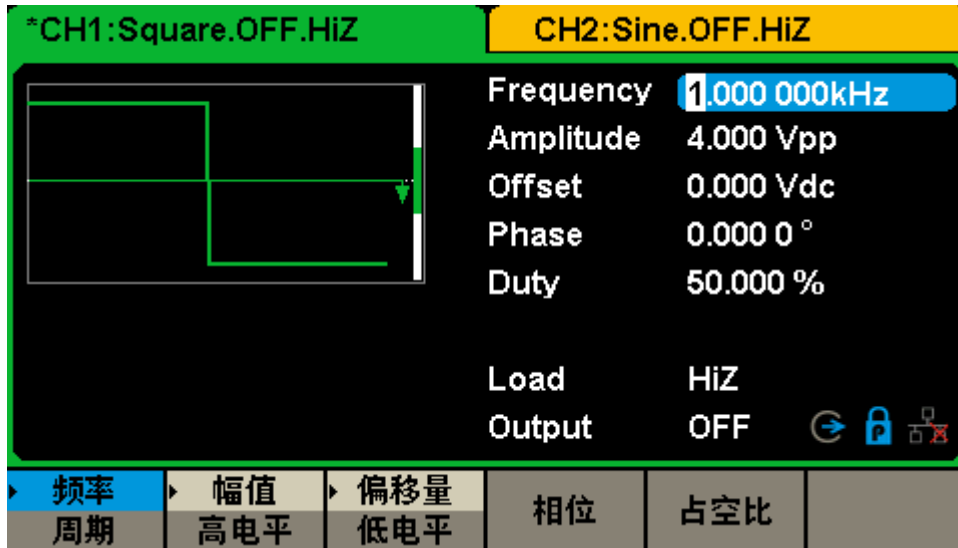 *CH1:Square.OFF.HiZ CH2:Sine.OFF.HiZ
Frequency 1.000 000kHz
Amplitude 4.000 Vpp
Offset 0.000 Vdc
Phase 0.000 0 °
Duty 50.000 %
Load HiZ
Output OFF P
频率 幅值 偏移量 相位 占空比
周期 高电平 低电平